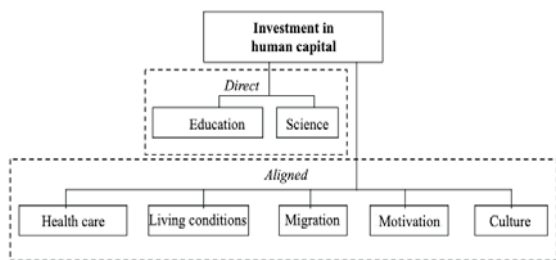 Investment in
human capital
Direct
Education
Science
Aligned
Health care
Living conditions
Migration
Motivation
Culture